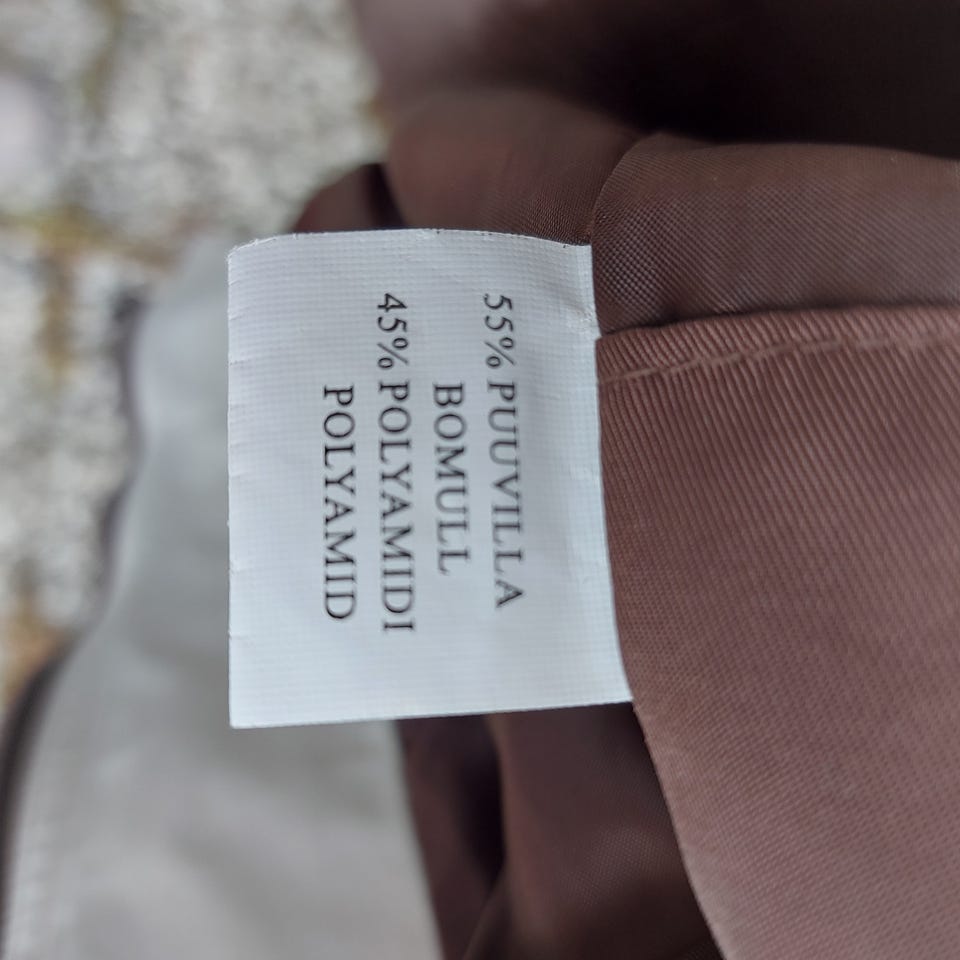 55% PUUVILLA
BOMULL
45% POLYAMIDI
POLYAMID